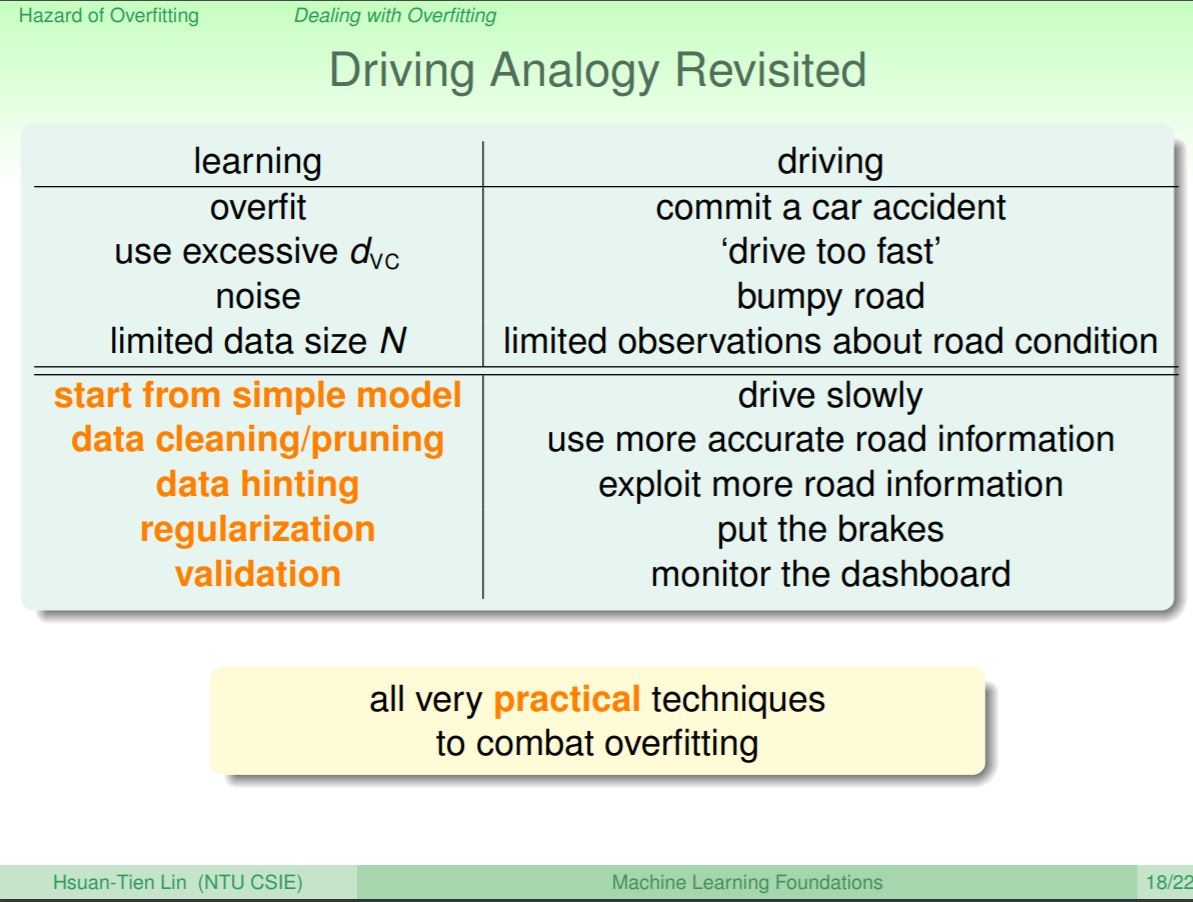 Hazard of Overfitting Dealing with Overfitting
Driving Analogy Revisited
learning driving
overfit commit a car accident
use excessive dVC ‘drive too fast’
noise bumpy road
limited data size N limited observations about road condition
start from simple model drive slowly
data cleaning/pruning use more accurate road information
data hinting exploit more road information
regularization put the brakes
validation monitor the dashboard
all very practical techniques
to combat overfitting
Hsuan-Tien Lin (NTU CSIE) Machine Learning Foundations 18/22